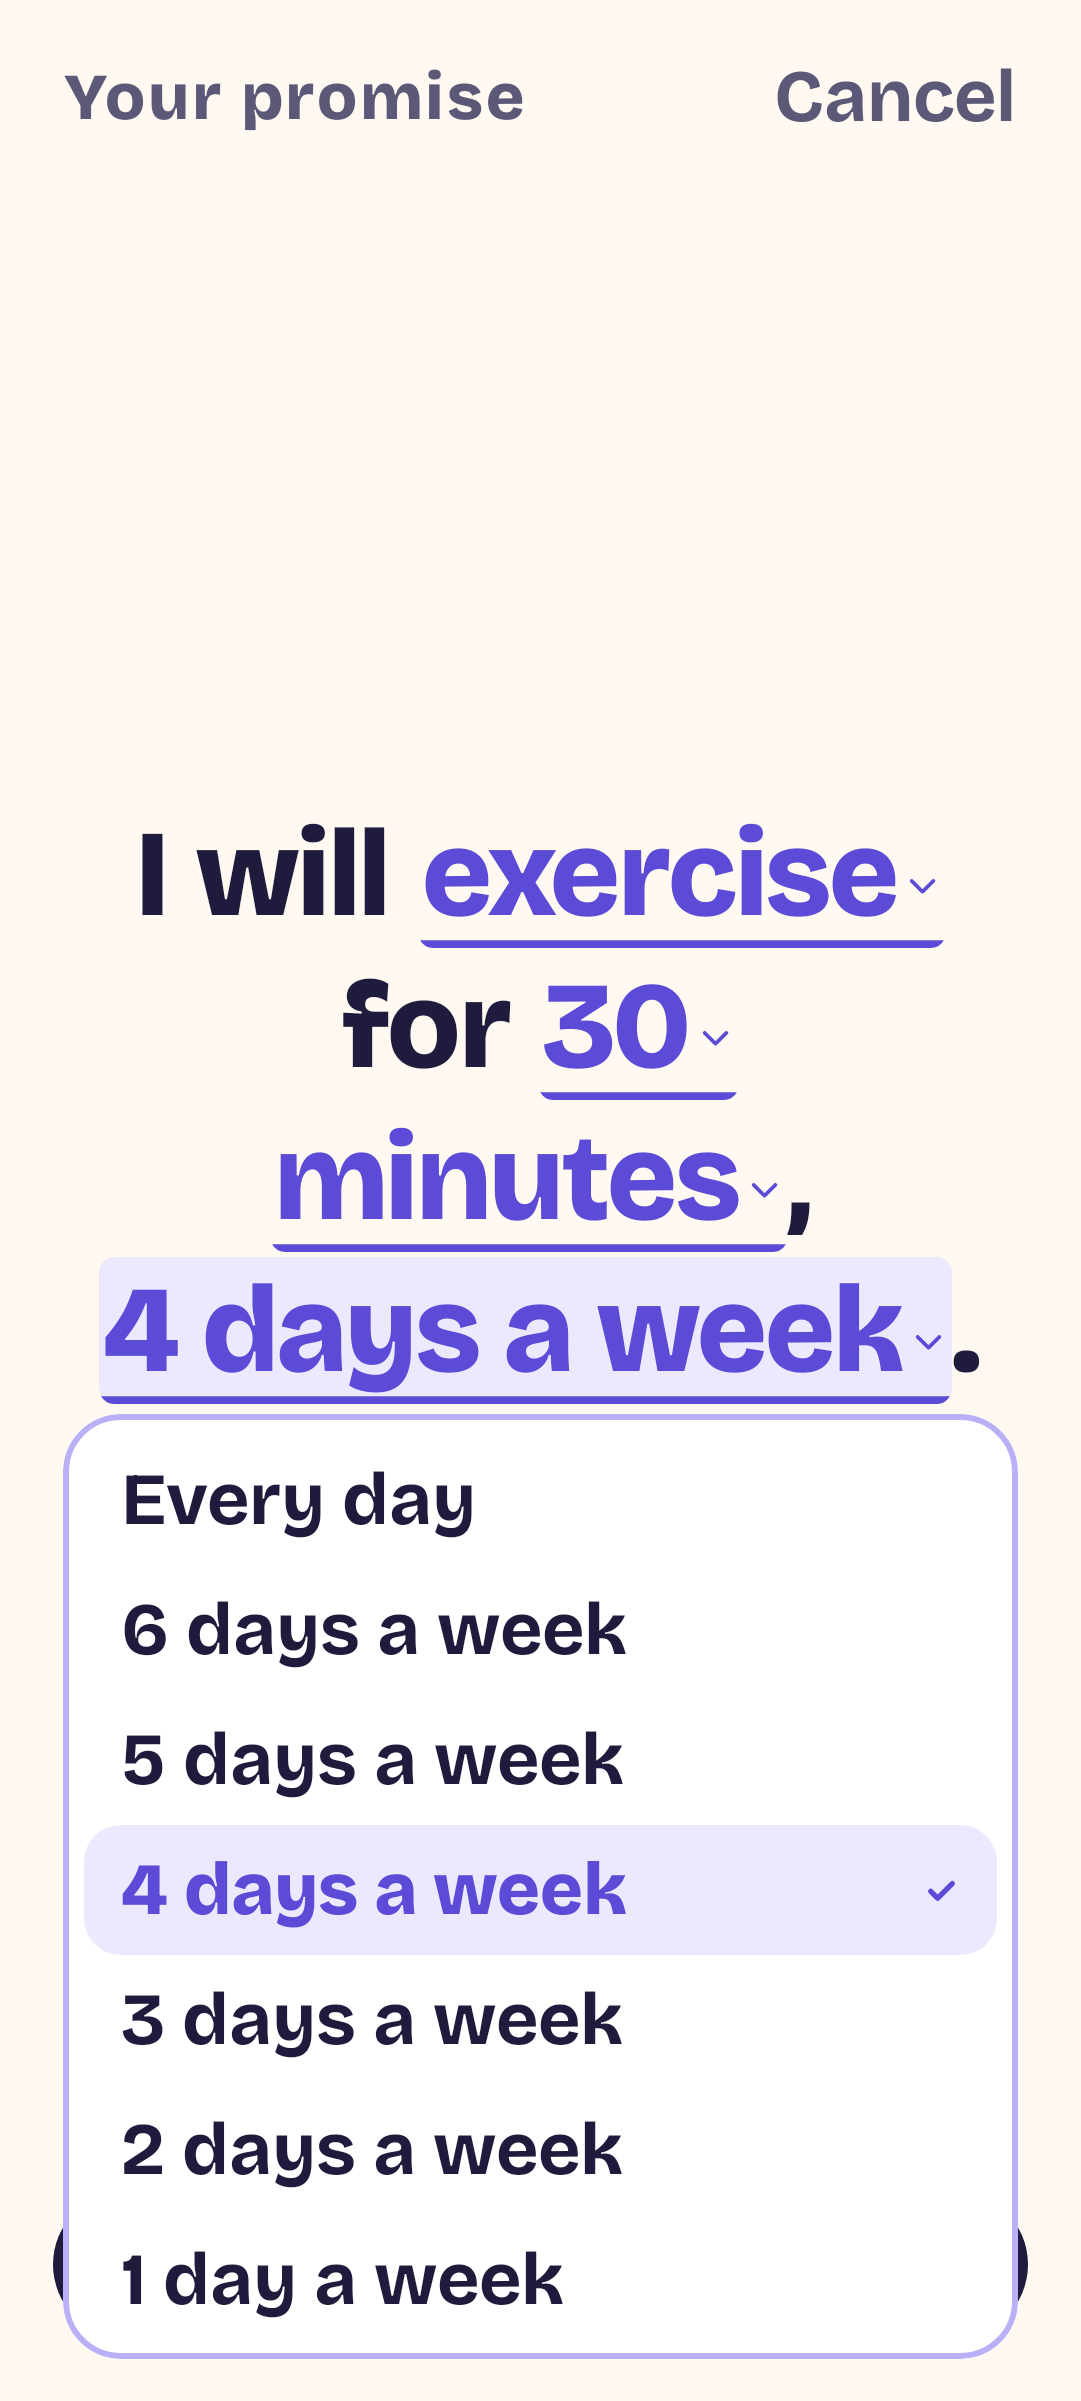 Your promise Cancel
I will exercise
for 30
minutes,
4 days a week.
Every day
6 days a week
5 days a week
4 days a week
3 days a week
2 days a week
1 day a week